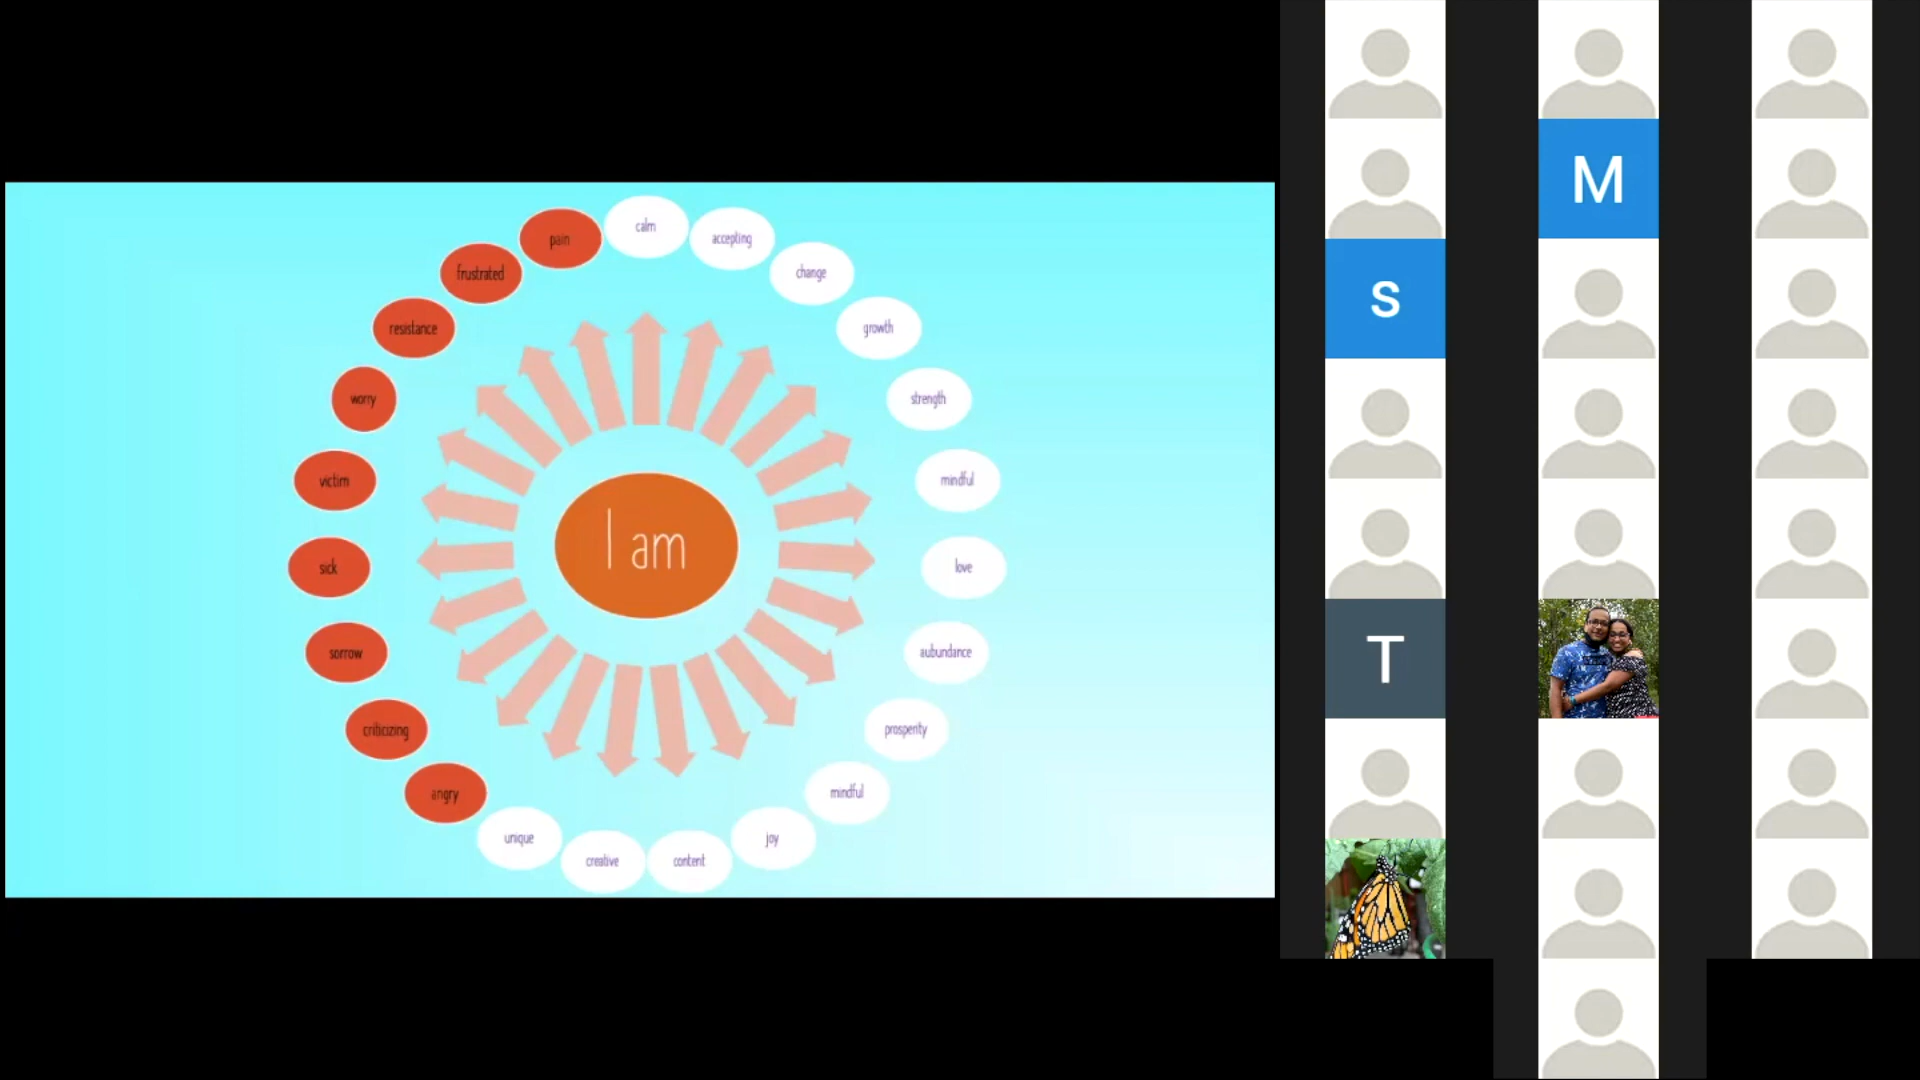 calm
accepting
change
growth
strength
mindful
love
aubundance
prosperity
mindful
joy
content
creative
unique
angry
criticizing
sorrow
sick
victim
worry
resistance
frustrated
pain
I am
M
S
T